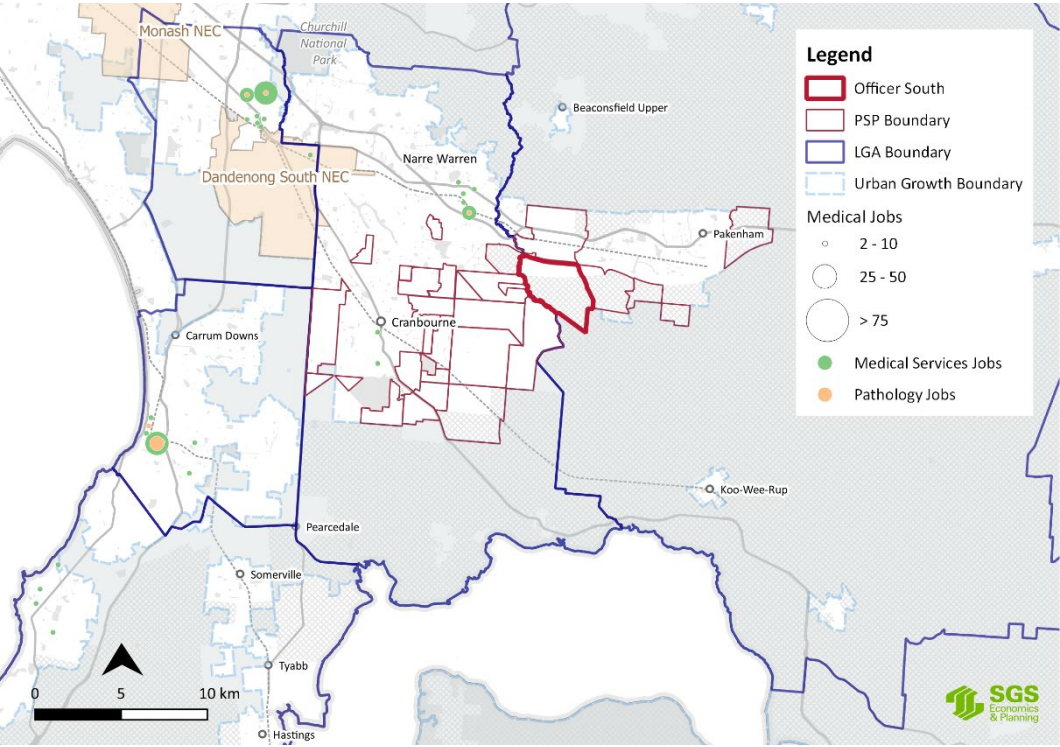 Monash NEC
Churchill
National
Park
Beaconsfield Upper
Narre Warren
Dandenong South NEC
Pakenham
Cranbourne
Carrum Downs
Koo-Wee-Rup
Pearcedale
Somerville
Tyabb
Hastings
0 5 10 km
Legend
Officer South
PSP Boundary
LGA Boundary
Urban Growth Boundary
Medical Jobs
2 - 10
25 - 50
> 75
Medical Services Jobs
Pathology Jobs
SGS
Economics
& Planning